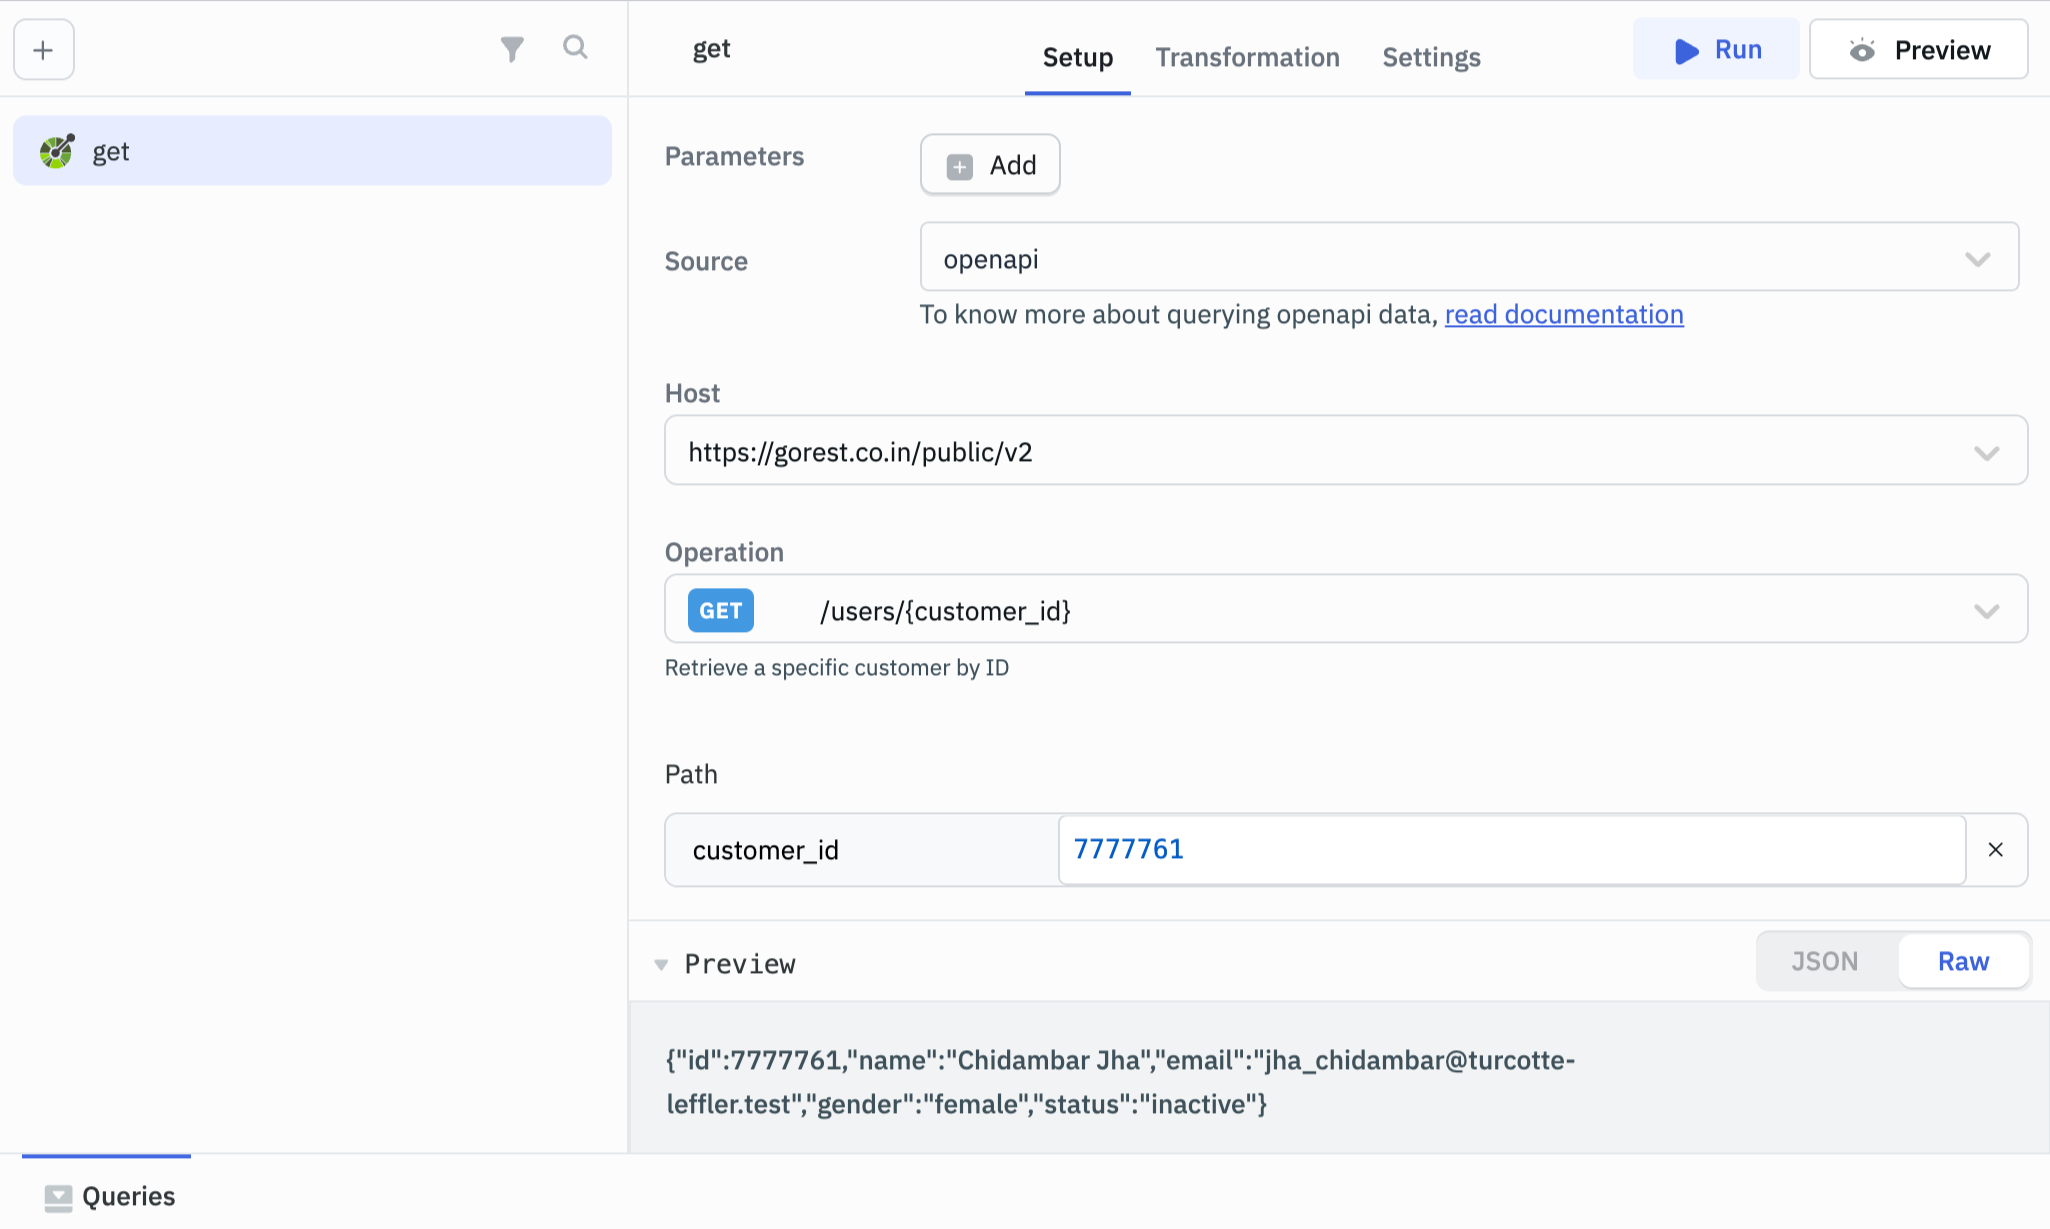 get
Setup
Transformation
Settings
Run
Preview
get
Parameters
Add
Source
openapi
To know more about querying openapi data, read documentation
Host
https://gorest.co.in/public/v2
Operation
GET
/users/{customer_id}
Retrieve a specific customer by ID
Path
customer_id
7777761
Preview
JSON
Raw
{"id":7777761,"name":"Chidambar Jha","email":"jha_chidambar@turcotte-
leffler.test","gender":"female","status":"inactive"}
Queries